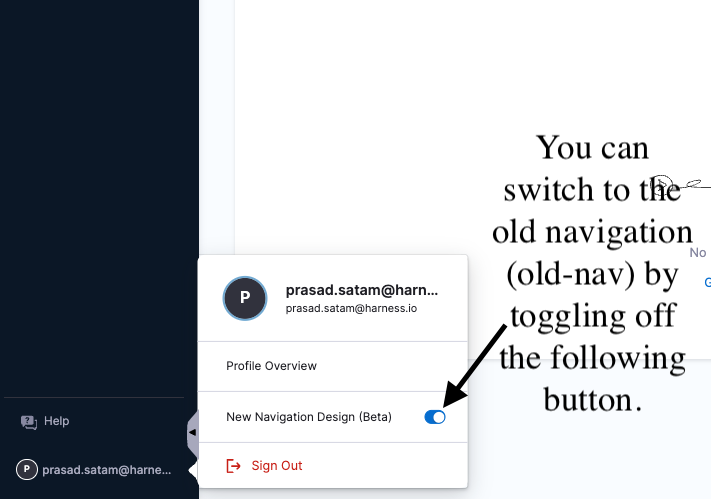 You can
switch to the
old navigation
(old-nav) by
toggling off
the following
button.
No
G
P
prasad.satam@harn...
prasad.satam@harness.io
Profile Overview
New Navigation Design (Beta)
Sign Out
Help
P
prasad.satam@harne...